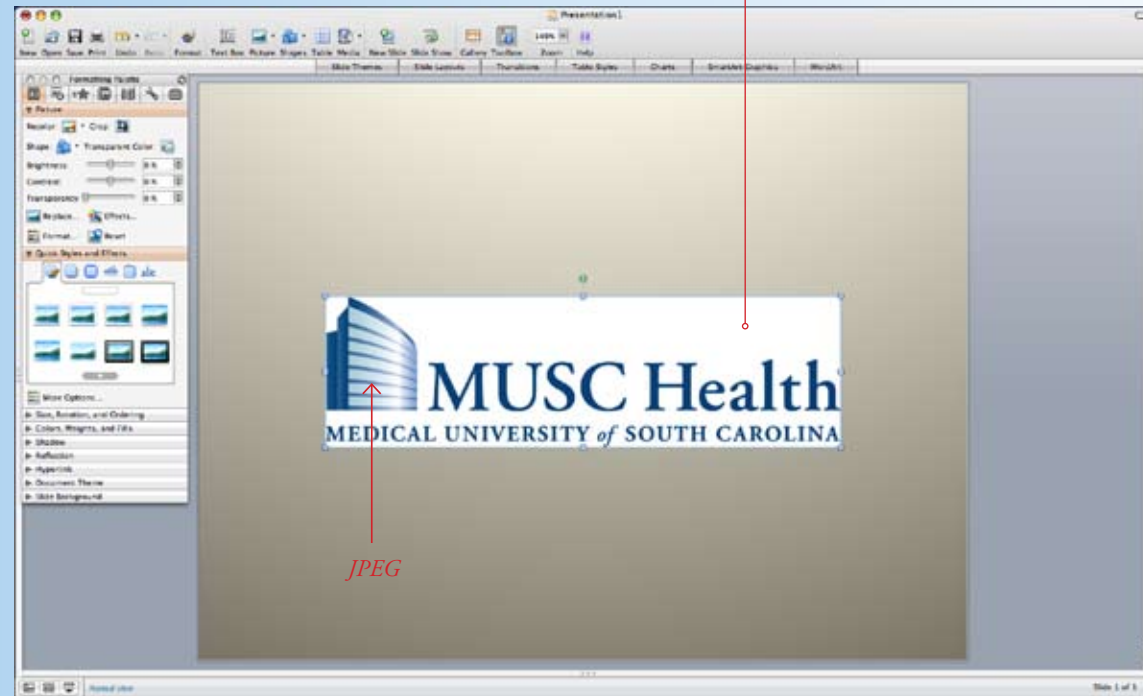 Presentation1
New Open Save Print Undo Redo Format Text Box Picture Shapes Table Media New Slide Slide Show Gallery Toolbox Zoom Help
Slide Themes Slide Layouts Transitions Table Styles Charts SmartArt Graphics WordArt
Formatting Palette
Picture
Recolor Crop
Shape Transparent Color
Brightness 0 %
Contrast 0 %
Transparency 0 %
Replace... Effects...
Format... Reset
Quick Styles and Effects
abc
More Options...
Size, Rotation, and Ordering
Colors, Weights, and Fills
Shadow
Reflection
Hyperlink
Document Theme
Slide Background
MUSC Health
MEDICAL UNIVERSITY of SOUTH CAROLINA
JPEG
Normal View
Slide 1 of 1